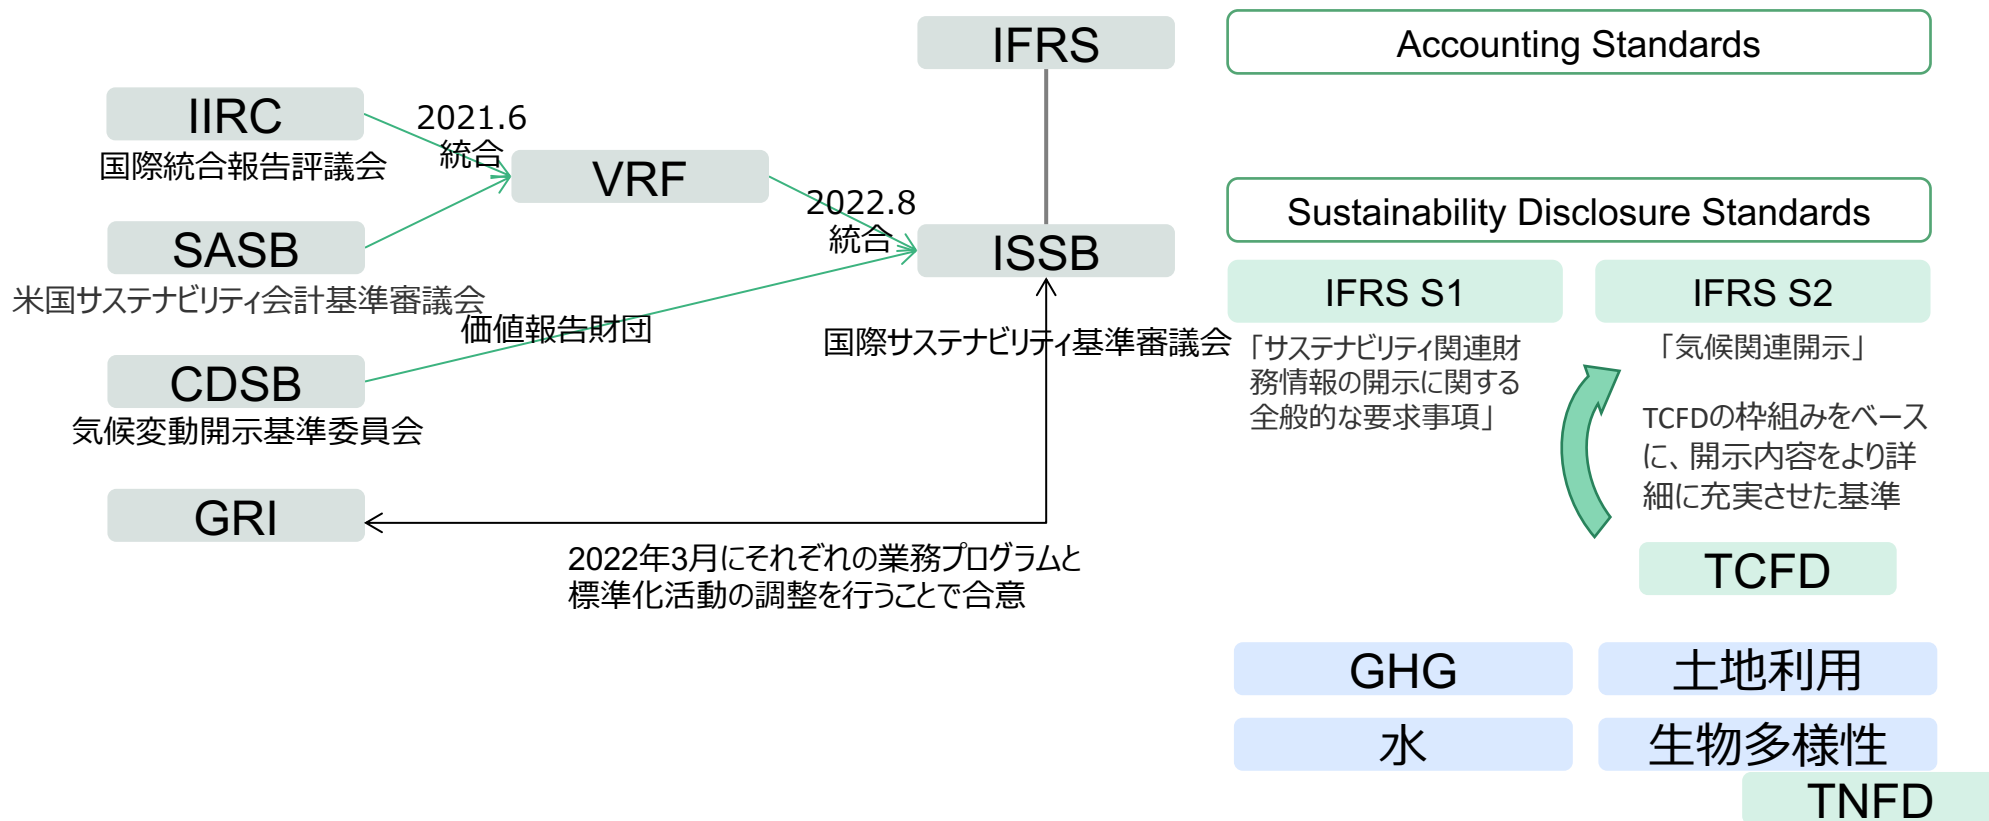 IFRS
Accounting Standards
IIRC
国際統合報告評議会
2021.6
統合
VRF
SASB
米国サステナビリティ会計基準審議会
2022.8
統合
ISSB
国際サステナビリティ基準審議会
価値報告財団
CDSB
気候変動開示基準委員会
GRI
2022年3月にそれぞれの業務プログラムと
標準化活動の調整を行うことで合意
Sustainability Disclosure Standards
IFRS S1
「サステナビリティ関連財
務情報の開示に関する
全般的な要求事項」
IFRS S2
「気候関連開示」
TCFDの枠組みをベース
に、開示内容をより詳
細に充実させた基準
TCFD
GHG
土地利用
水
生物多様性
TNFD